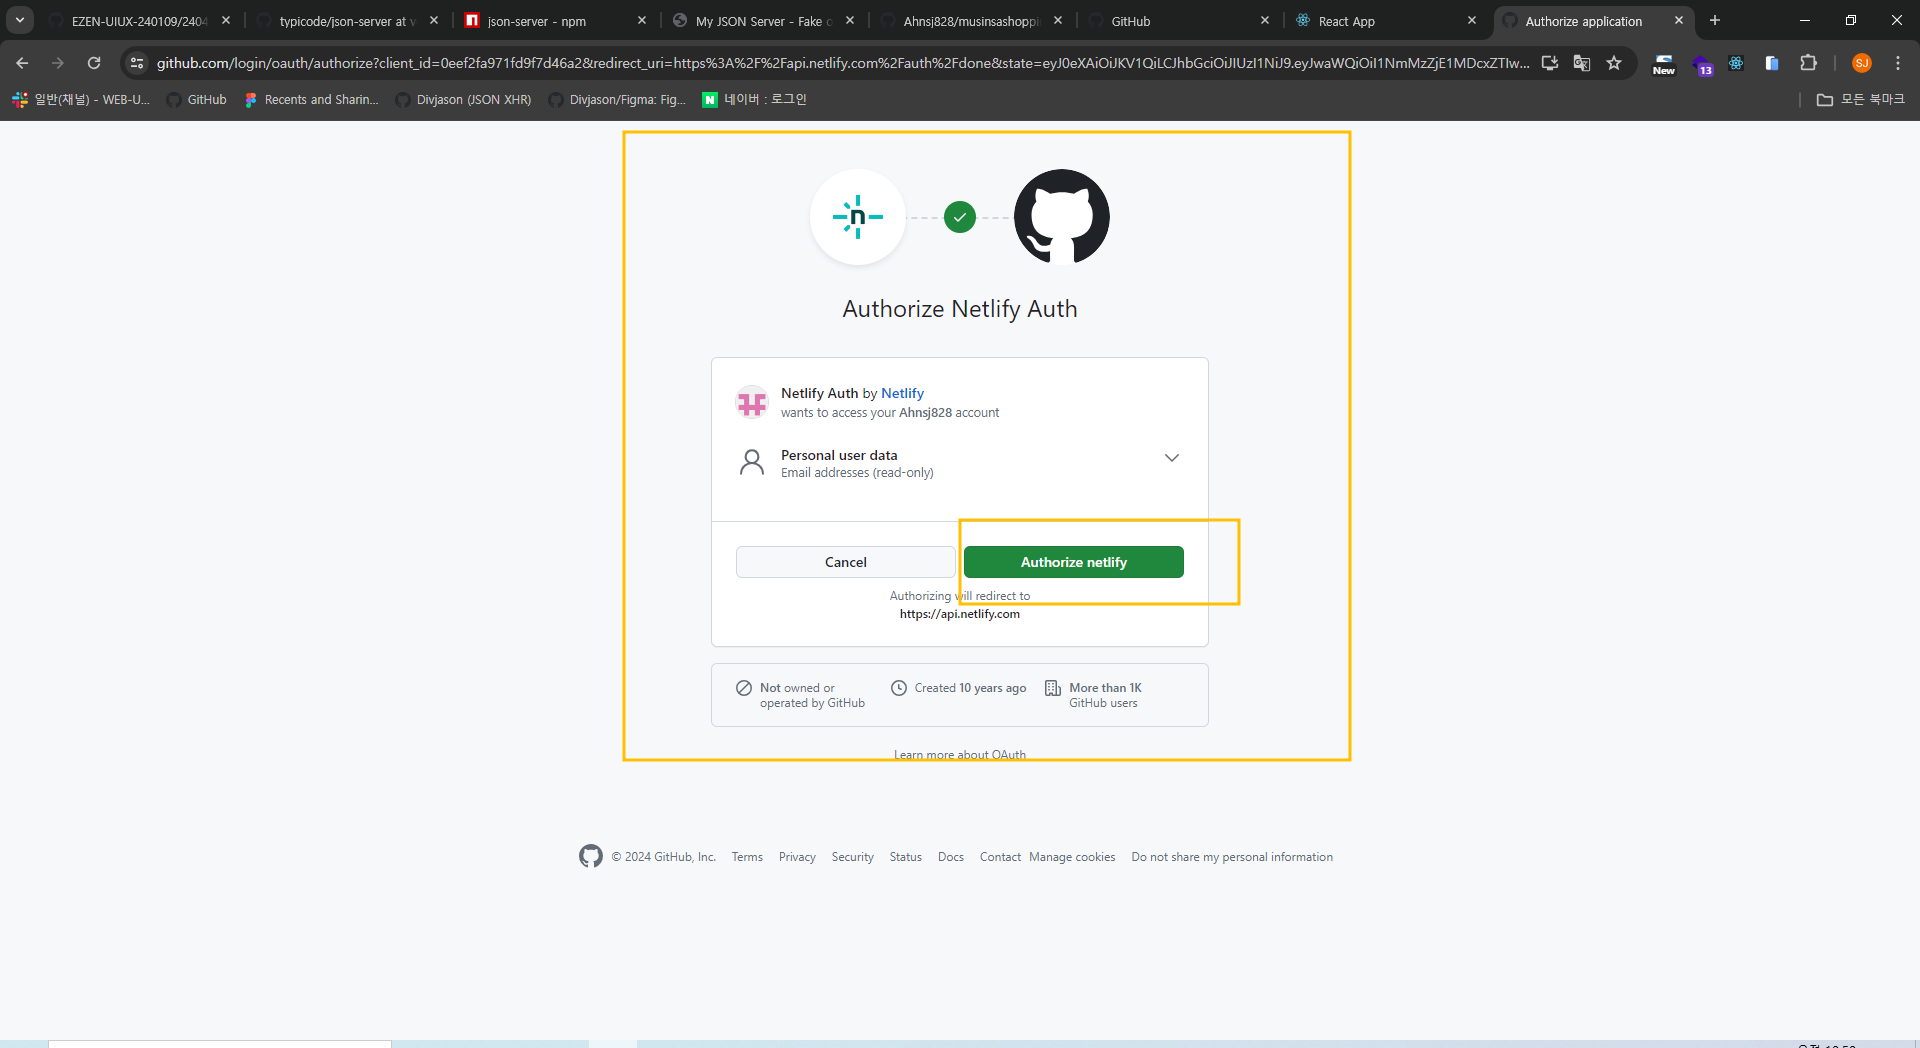 EZEN-UIUX-240109/2404
typicode/json-server at v
json-server - npm
My JSON Server - Fake o
Ahnsj828/musinsashoppi
GitHub
React App
Authorize application
github.com/login/oauth/authorize?client_id=0eef2fa971fd9f7d46a2&redirect_uri=https%3A%2F%2Fapi.netlify.com%2Fauth%2Fdone&state=eyJ0eXAiOiJKV1QiLCJhbGciOiJIUzI1NiJ9.eyJwaWQiOiI1NmMzZjE1MDcxZTIw...
New
13
SJ
일반(채널) - WEB-U...
GitHub
Recents and Sharin...
Divjason (JSON XHR)
Divjason/Figma: Fig...
네이버 : 로그인
모든 북마크
n
Authorize Netlify Auth
Netlify Auth by Netlify
wants to access your Ahnsj828 account
Personal user data
Email addresses (read-only)
Cancel
Authorize netlify
Authorizing will redirect to
https://api.netlify.com
Not owned or
operated by GitHub
Created 10 years ago
More than 1K
GitHub users
Learn more about OAuth
© 2024 GitHub, Inc.
Terms
Privacy
Security
Status
Docs
Contact
Manage cookies
Do not share my personal information